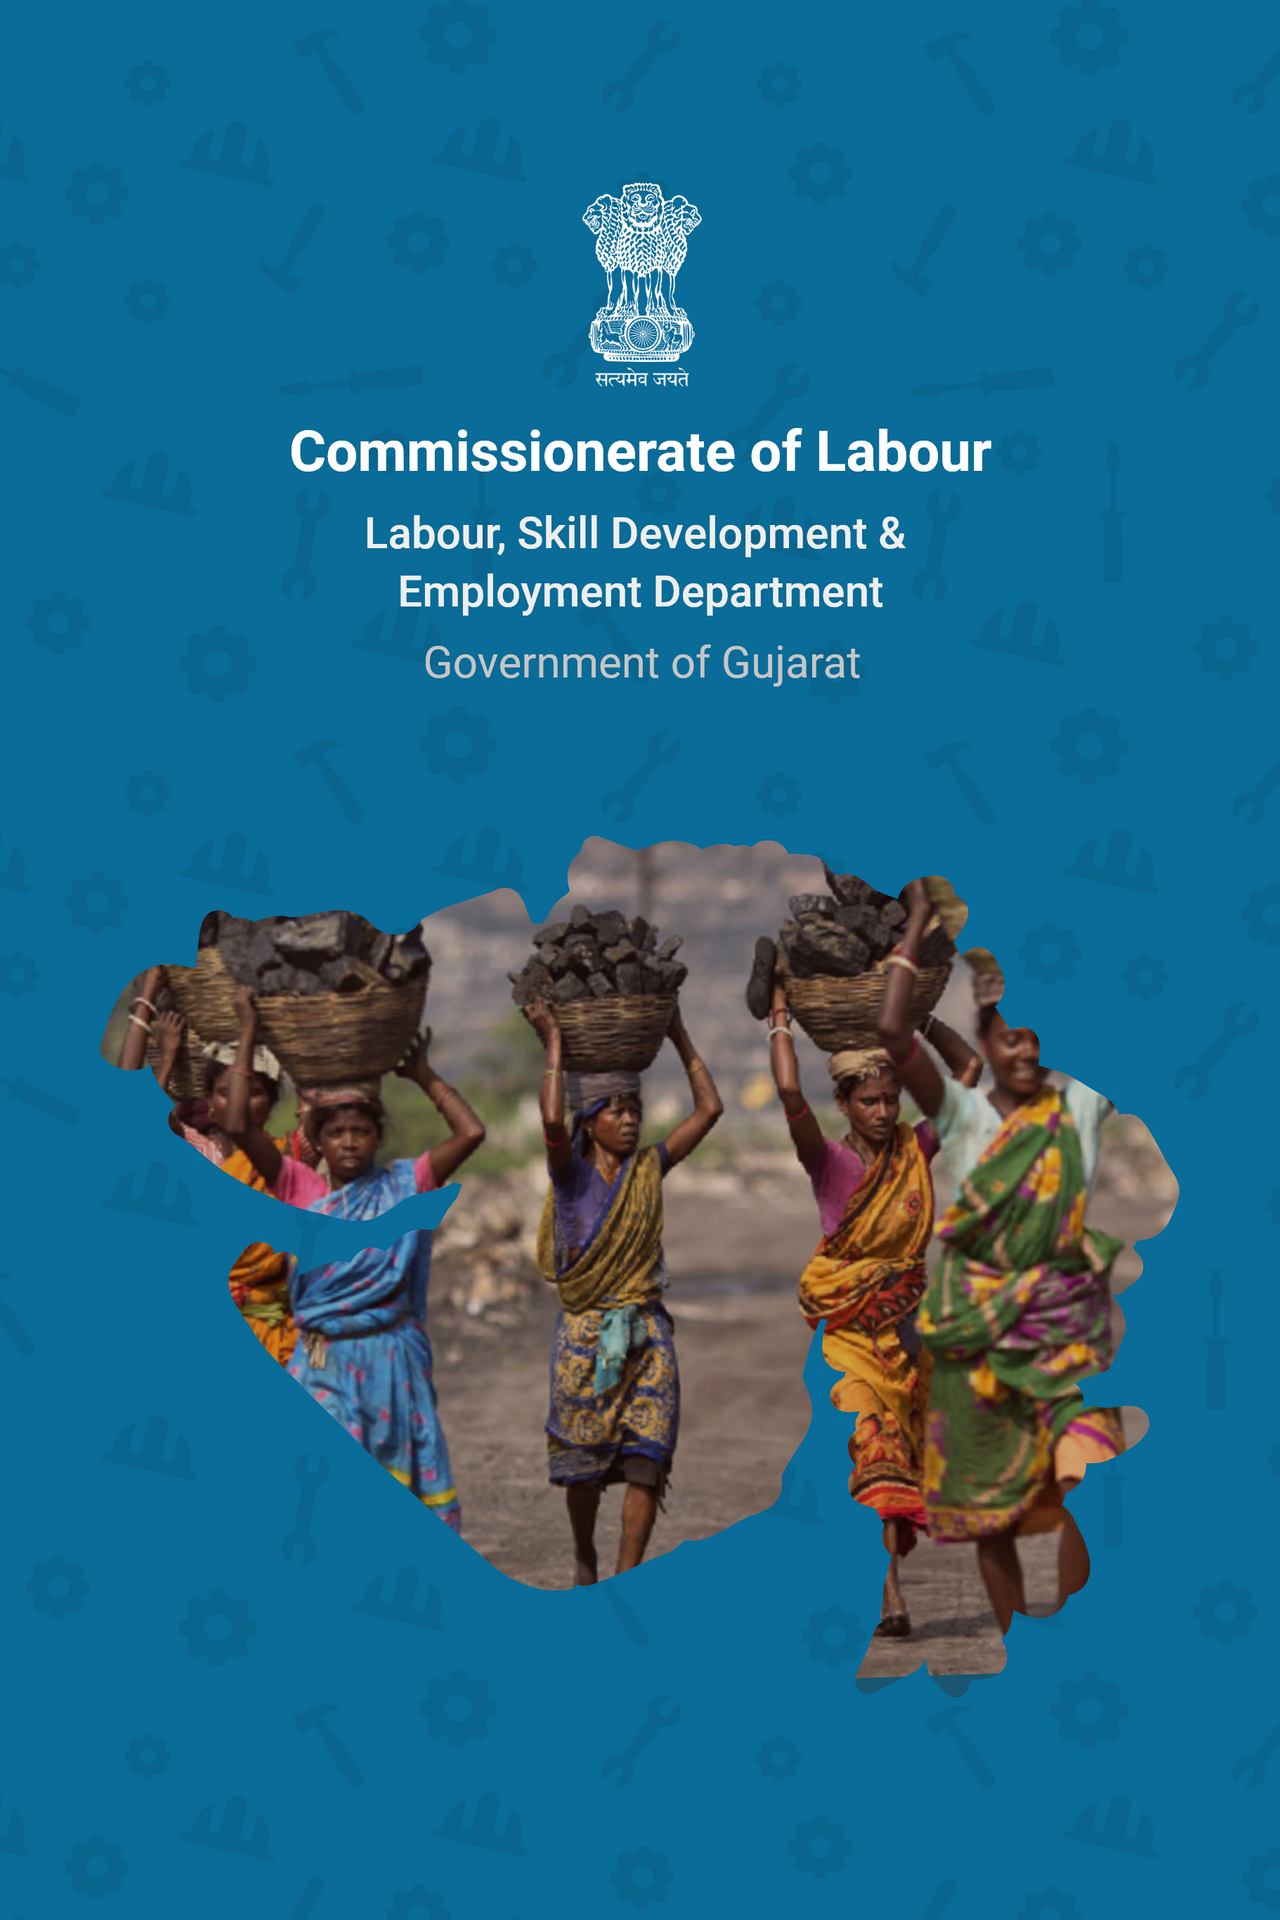 सत्यमेव जयते
Commissionerate of Labour
Labour, Skill Development &
Employment Department
Government of Gujarat